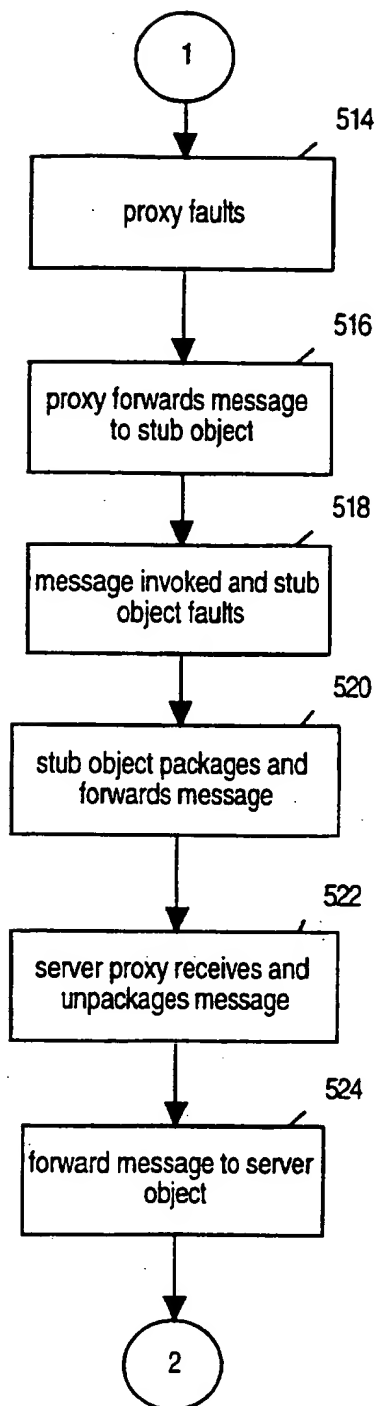 1
514
proxy faults
516
proxy forwards message
to stub object
518
message invoked and stub
object faults
520
stub object packages and
forwards message
522
server proxy receives and
unpackages message
524
forward message to server
object
2